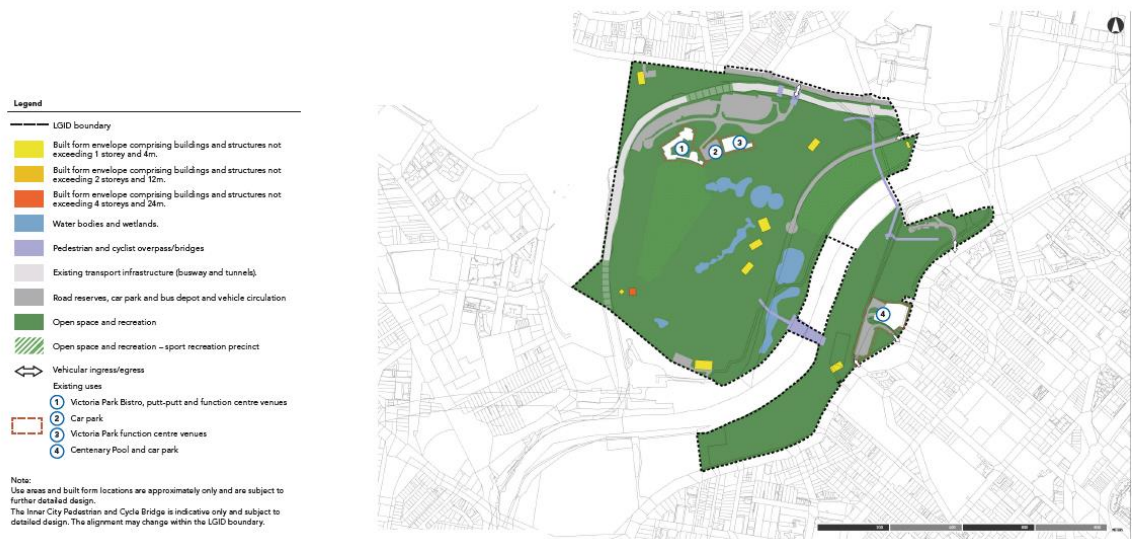 Legend
LGID boundary
Built form envelope comprising buildings and structures not
exceeding 1 storey and 4m.
Built form envelope comprising buildings and structures not
exceeding 2 storeys and 12m.
Built form envelope comprising buildings and structures not
exceeding 4 storeys and 24m.
Water bodies and wetlands.
Pedestrian and cyclist overpass/bridges
Existing transport infrastructure (busway and tunnels).
Road reserves, car park and bus depot and vehicle circulation
Open space and recreation
Open space and recreation – sport recreation precinct
Vehicular ingress/egress
Existing uses
1 Victoria Park Bistro, putt-putt and function centre venues
2 Car park
3 Victoria Park function centre venues
4 Centenary Pool and car park
Note:
Use areas and built form locations are approximately only and are subject to
further detailed design.
The Inner City Pedestrian and Cycle Bridge is indicative only and subject to
detailed design. The alignment may change within the LGID boundary.
1
2
3
4